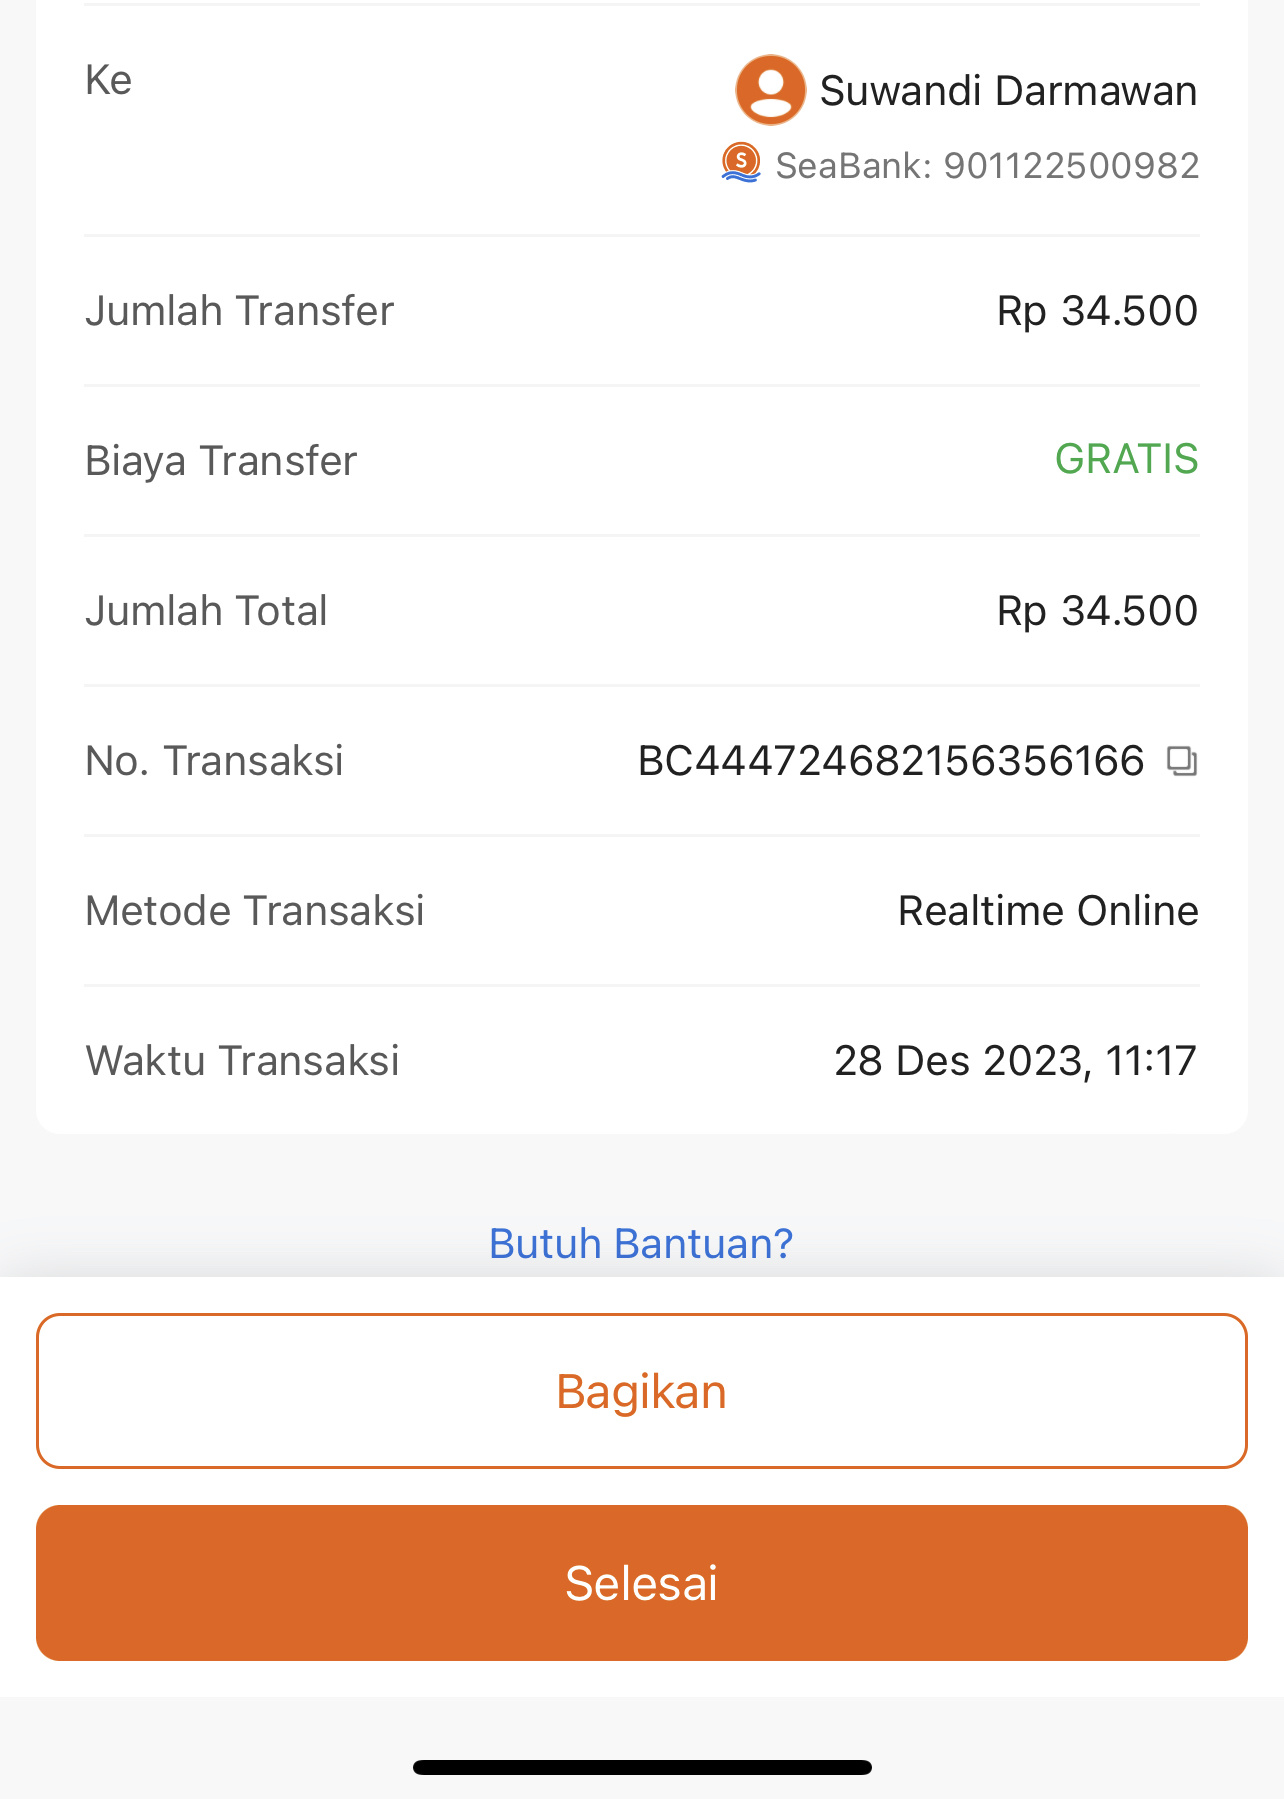 Ke
Suwandi Darmawan
SeaBank: 901122500982
Jumlah Transfer
Rp 34.500
Biaya Transfer
GRATIS
Jumlah Total
Rp 34.500
No. Transaksi
BC444724682156356166
Metode Transaksi
Realtime Online
Waktu Transaksi
28 Des 2023, 11:17
Butuh Bantuan?
Bagikan
Selesai